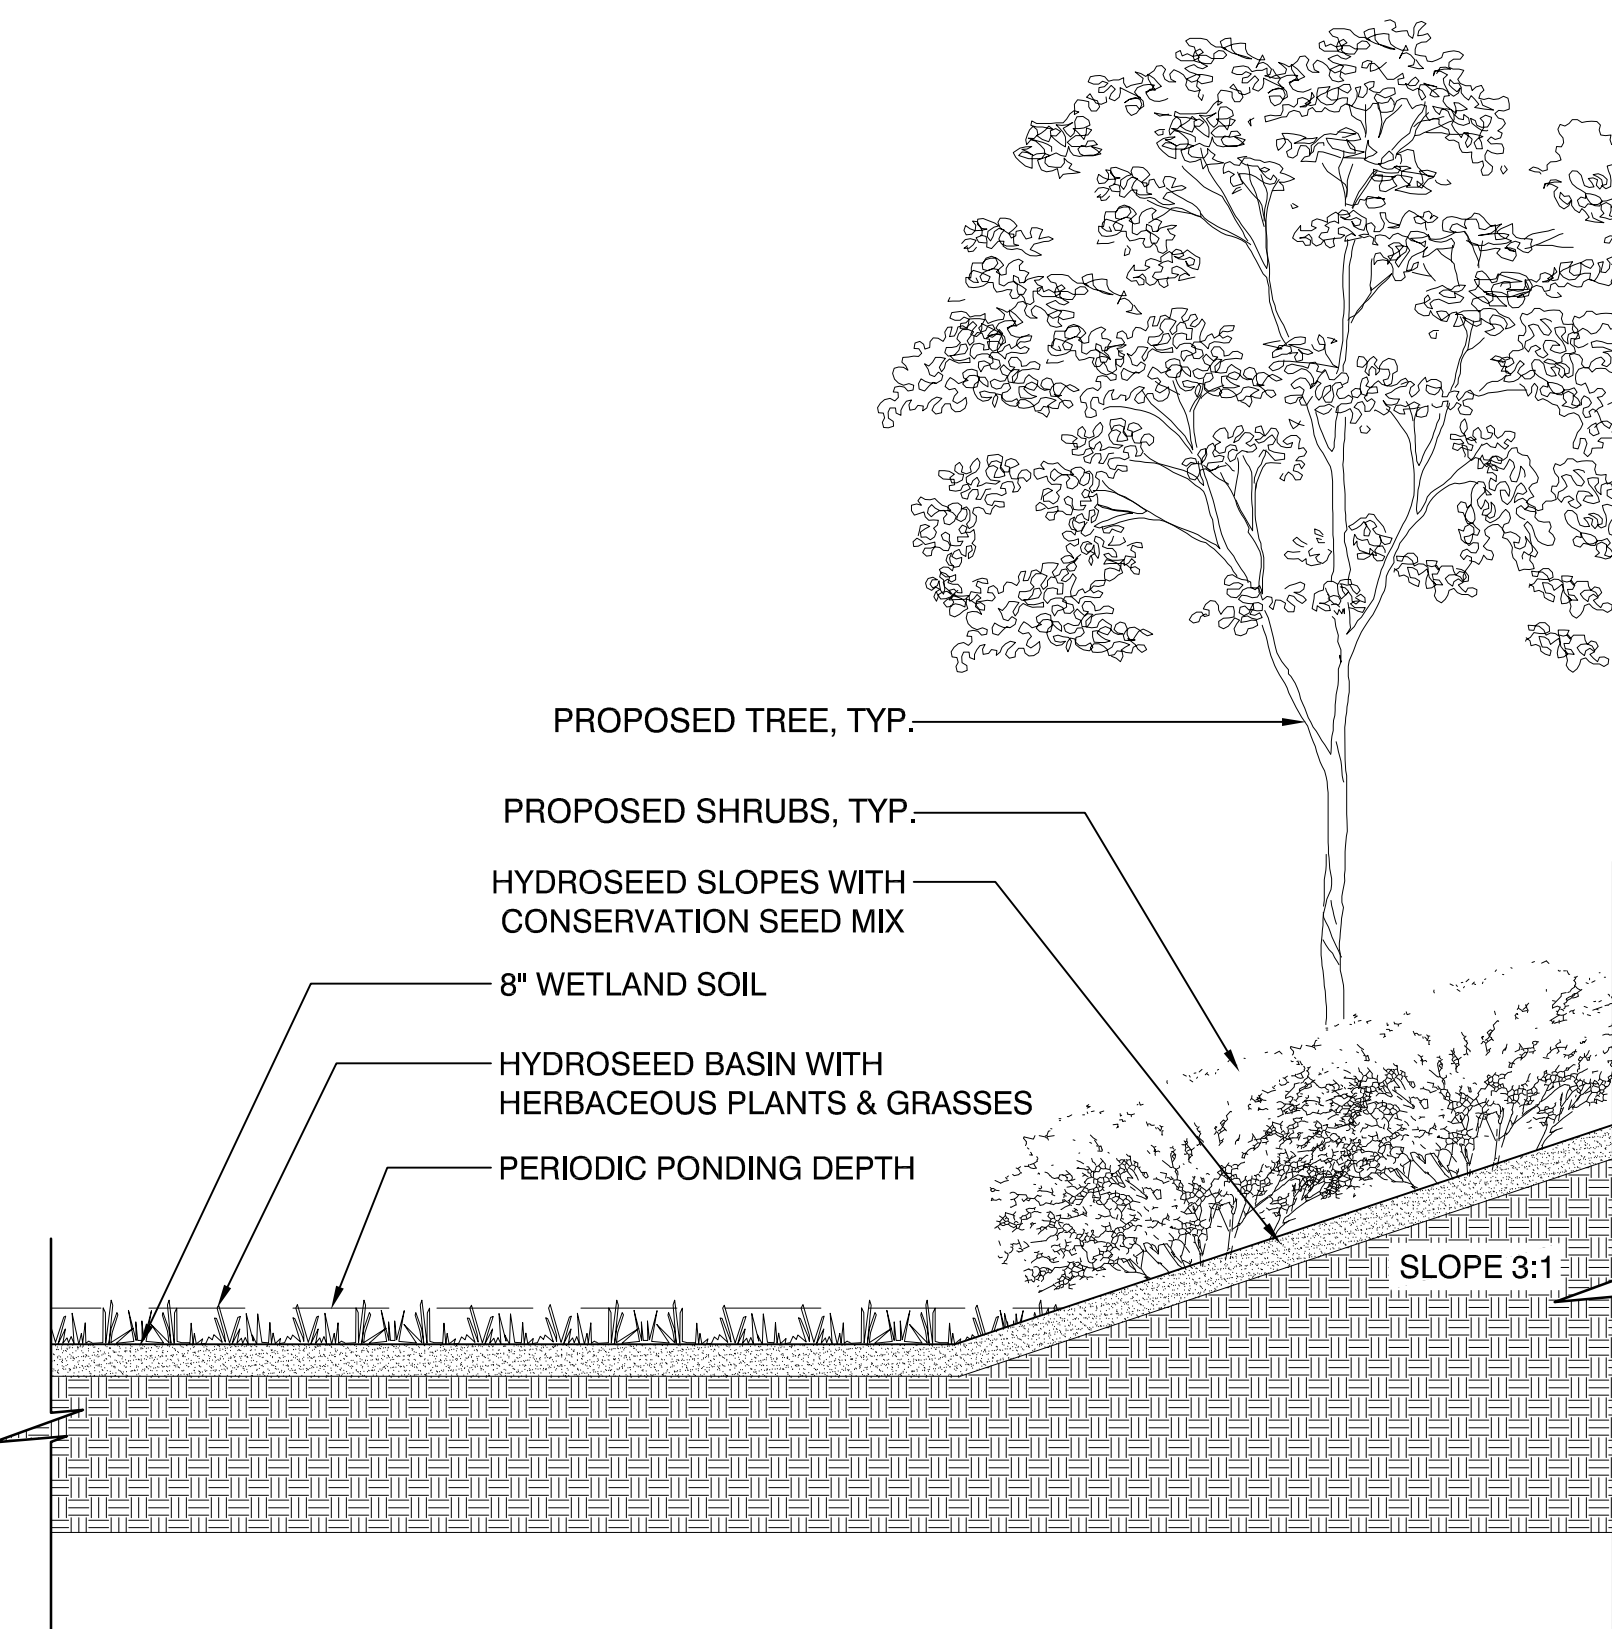 PROPOSED TREE, TYP.
PROPOSED SHRUBS, TYP.
HYDROSEED SLOPES WITH
CONSERVATION SEED MIX
8" WETLAND SOIL
HYDROSEED BASIN WITH
HERBACEOUS PLANTS & GRASSES
PERIODIC PONDING DEPTH
SLOPE 3:1